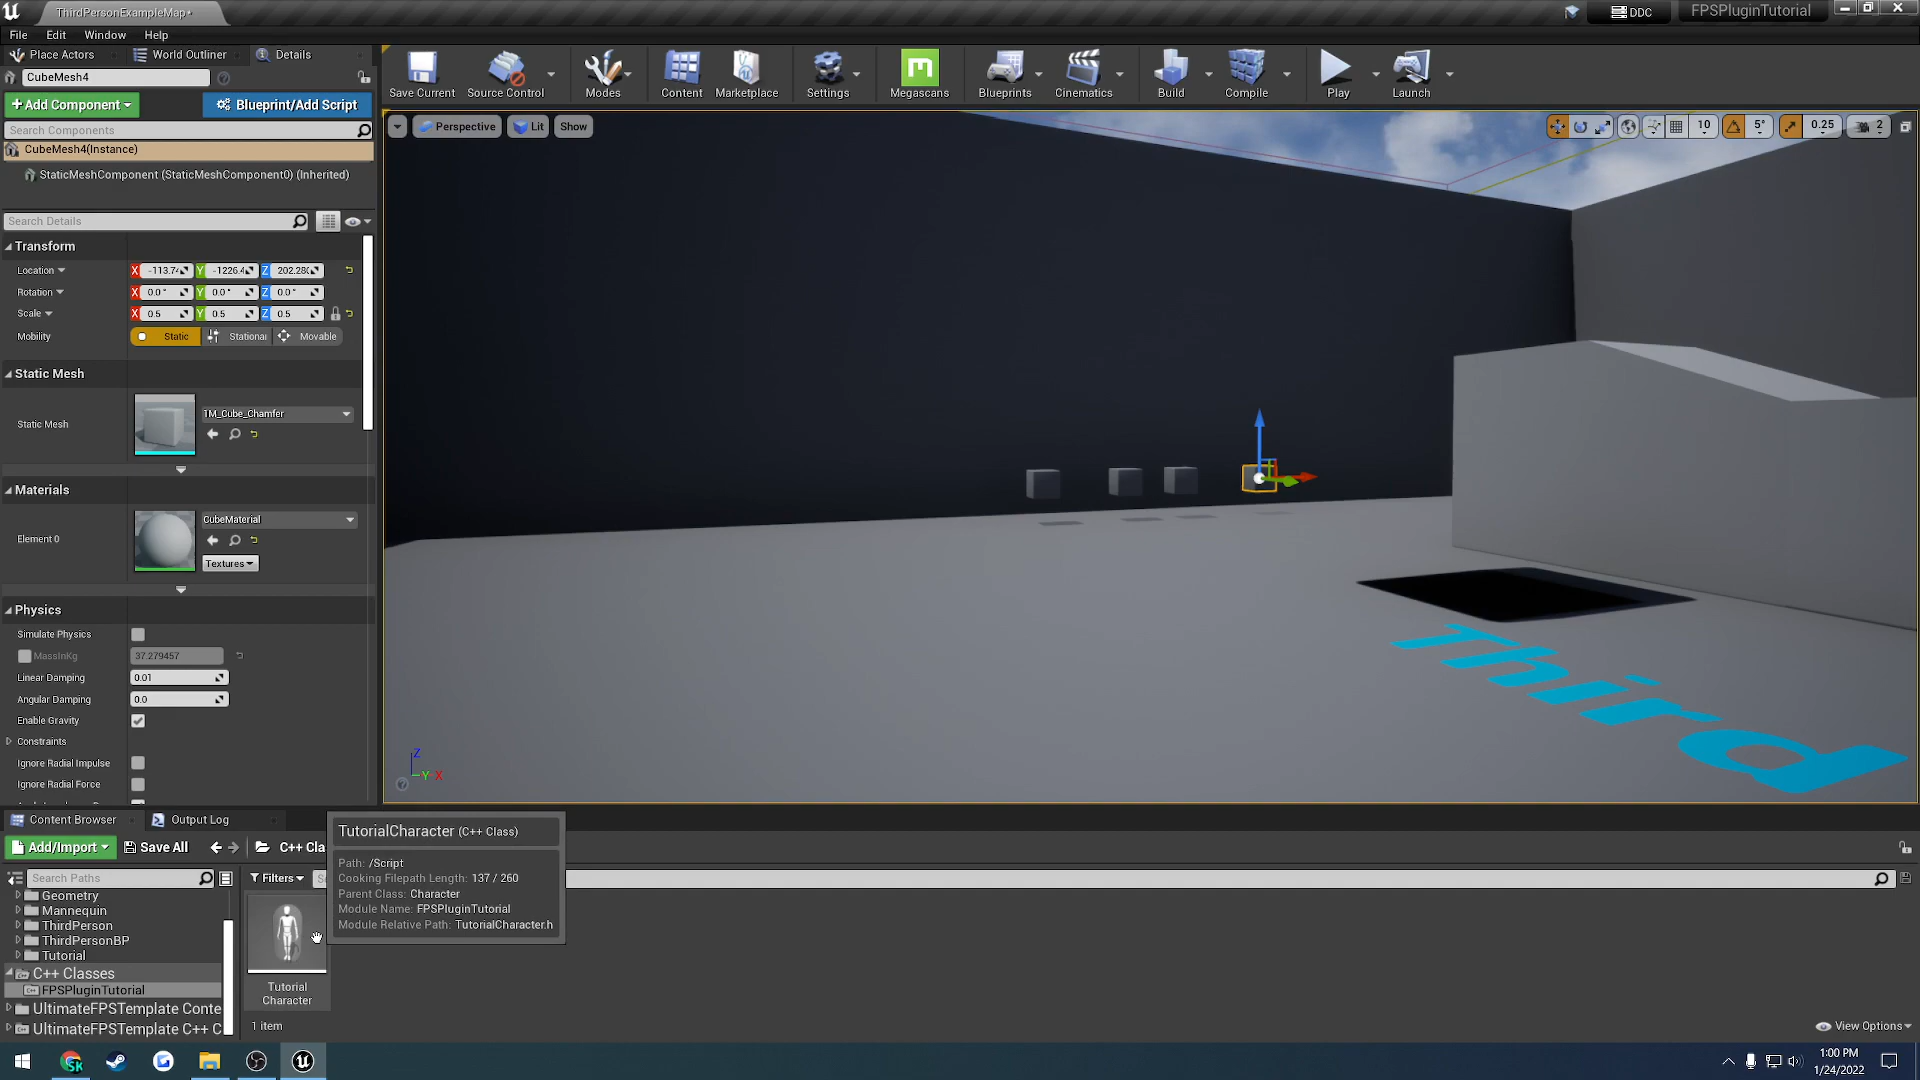 ThirdPersonExampleMap*
DDC
FPSPluginTutorial
File Edit Window Help
Place Actors World Outliner Details
CubeMesh4
Add Component Blueprint/Add Script
Search Components
CubeMesh4(Instance)
StaticMeshComponent (StaticMeshComponent0) (Inherited)
Search Details
Transform
Location X -113.74 Y -1226.4 Z 202.280
Rotation X 0.0° Y 0.0° Z 0.0°
Scale X 0.5 Y 0.5 Z 0.5
Mobility Static Stationar Movable
Static Mesh
Static Mesh 1M_Cube_Chamfer
Materials
Element 0 CubeMaterial
Textures
Physics
Simulate Physics
MassInKg 37.279457
Linear Damping 0.01
Angular Damping 0.0
Enable Gravity
Constraints
Ignore Radial Impulse
Ignore Radial Force
Save Current Source Control Modes Content Marketplace Settings Megascans Blueprints Cinematics Build Compile Play Launch
Perspective Lit Show
10 5° 0.25 2
Third
Z
Y X
Content Browser Output Log
Add/Import Save All C++ Cla
Search Paths
Filters
Geometry
Mannequin
ThirdPerson
ThirdPersonBP
Tutorial
C++ Classes
FPSPluginTutorial
UltimateFPSTemplate Conte
UltimateFPSTemplate C++ C
TutorialCharacter (C++ Class)
Path: /Script
Cooking Filepath Length: 137 / 260
Parent Class: Character
Module Name: FPSPluginTutorial
Module Relative Path: TutorialCharacter.h
Tutorial
Character
1 item
View Options
1:00 PM
1/24/2022